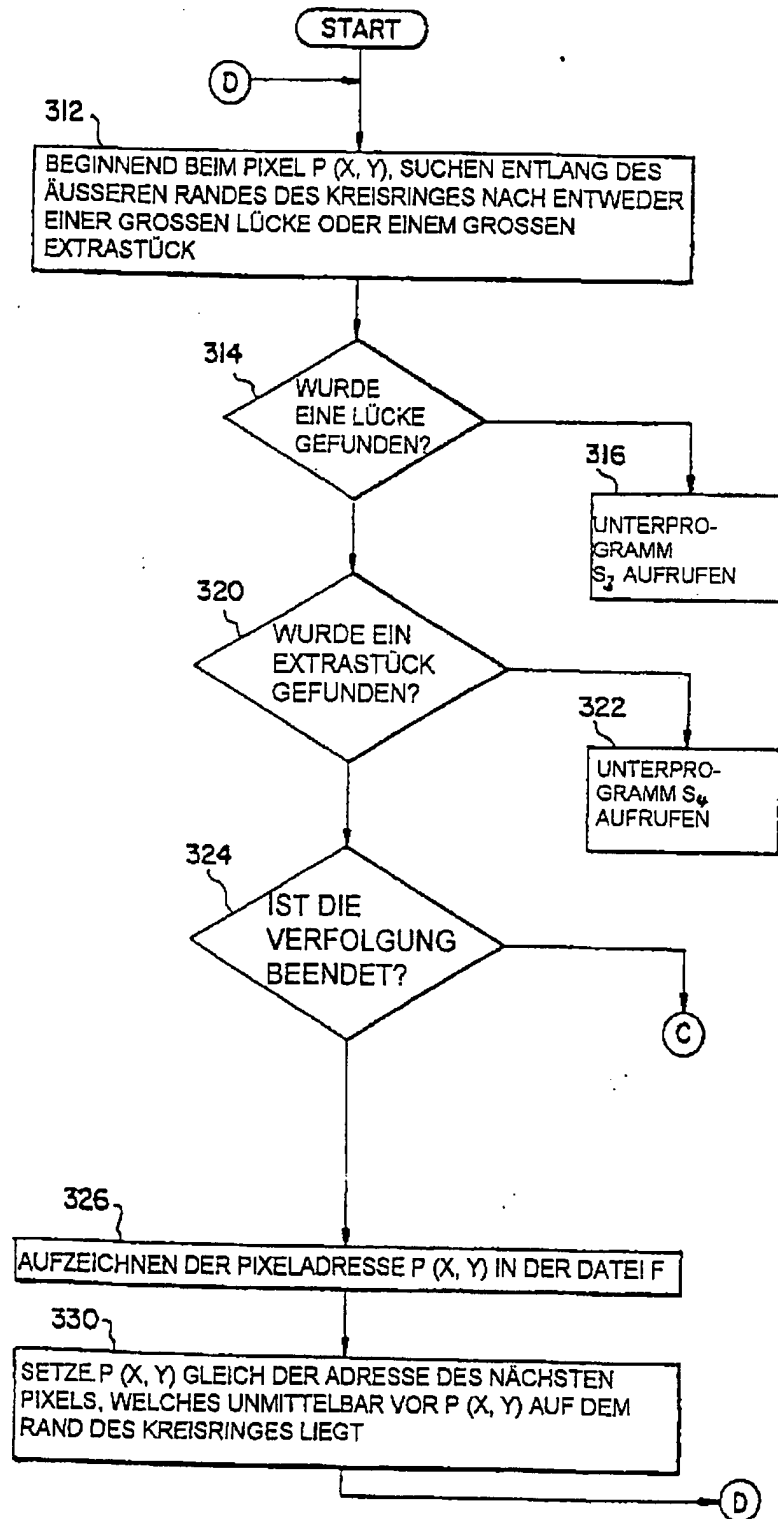 START
D
312
BEGINNEND BEIM PIXEL P (X, Y), SUCHEN ENTLANG DES
ÄUSSEREN RANDES DES KREISRINGES NACH ENTWEDER
EINER GROSSEN LÜCKE ODER EINEM GROSSEN
EXTRASTÜCK
314
WURDE
EINE LÜCKE
GEFUNDEN?
316
UNTERPRO-
GRAMM
S₃ AUFRUFEN
320
WURDE EIN
EXTRASTÜCK
GEFUNDEN?
322
UNTERPRO-
GRAMM S₄
AUFRUFEN
324
IST DIE
VERFOLGUNG
BEENDET?
C
326
AUFZEICHNEN DER PIXELADRESSE P (X, Y) IN DER DATEI F
330
SETZE P (X, Y) GLEICH DER ADRESSE DES NÄCHSTEN
PIXELS, WELCHES UNMITTELBAR VOR P (X, Y) AUF DEM
RAND DES KREISRINGES LIEGT
D